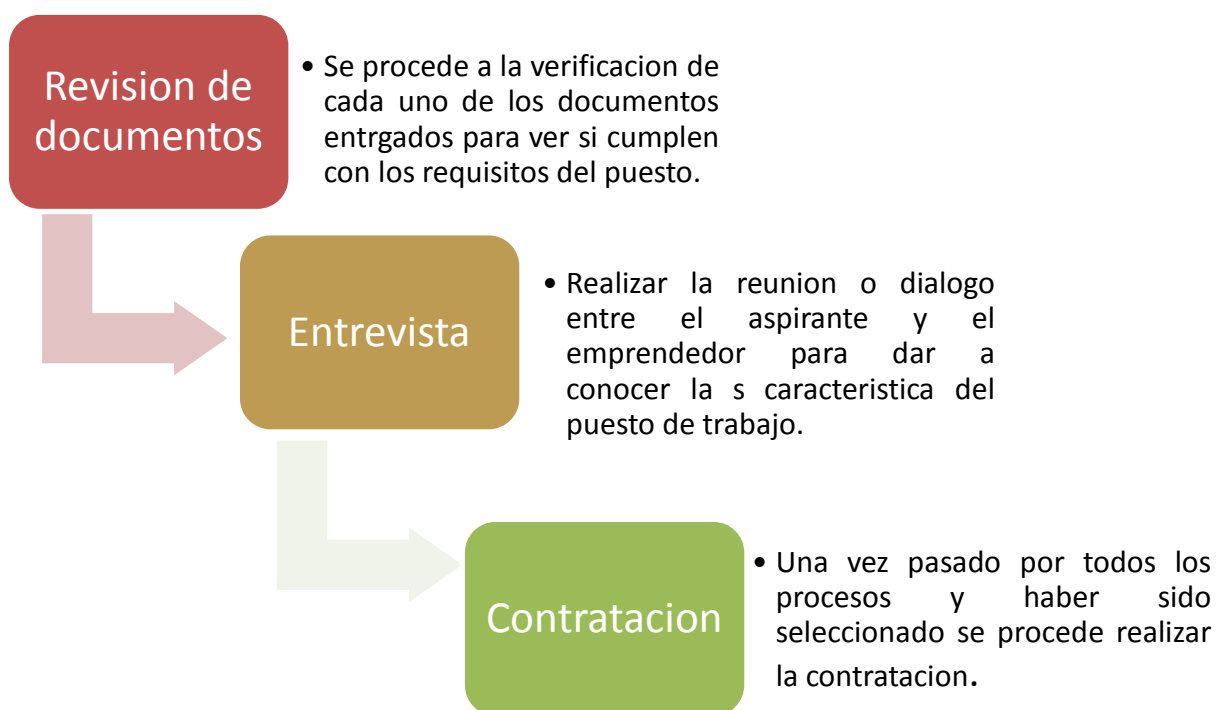 Revision de
documentos
• Se procede a la verificacion de
cada uno de los documentos
entrgados para ver si cumplen
con los requisitos del puesto.
Entrevista
• Realizar la reunion o dialogo
entre el aspirante y el
emprendedor para dar a
conocer la s caracteristica del
puesto de trabajo.
Contratacion
• Una vez pasado por todos los
procesos y haber sido
seleccionado se procede realizar
la contratacion.